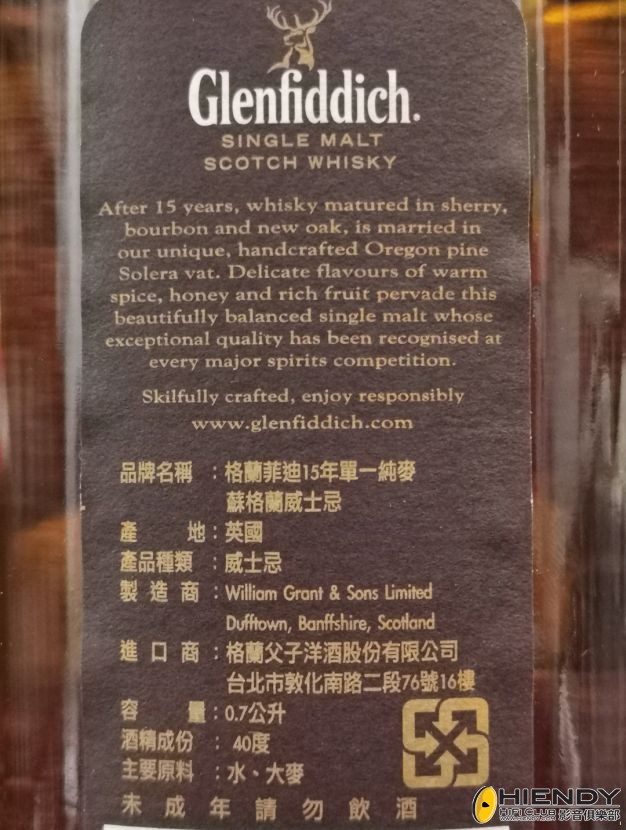 Glenfiddich.
SINGLE MALT
SCOTCH WHISKY
After 15 years, whisky matured in sherry,
bourbon and new oak, is married in
our unique, handcrafted Oregon pine
Solera vat. Delicate flavours of warm
spice, honey and rich fruit pervade this
beautifully balanced single malt whose
exceptional quality has been recognised at
every major spirits competition.
Skilfully crafted, enjoy responsibly
www.glenfiddich.com
品牌名稱 :格蘭菲迪15年單一純麥
蘇格蘭威士忌
產 地:英國
產品種類 :威士忌
製造商 :William Grant & Sons Limited
Dufftown, Banffshire, Scotland
進口商 :格蘭父子洋酒股份有限公司
台北市敦化南路二段76號16樓
容 量:0.7公升
酒精成份 : 40度
主要原料 :水、大麥
未成年請勿飲酒
HIENDY
HIFI CLUB 影音俱樂部